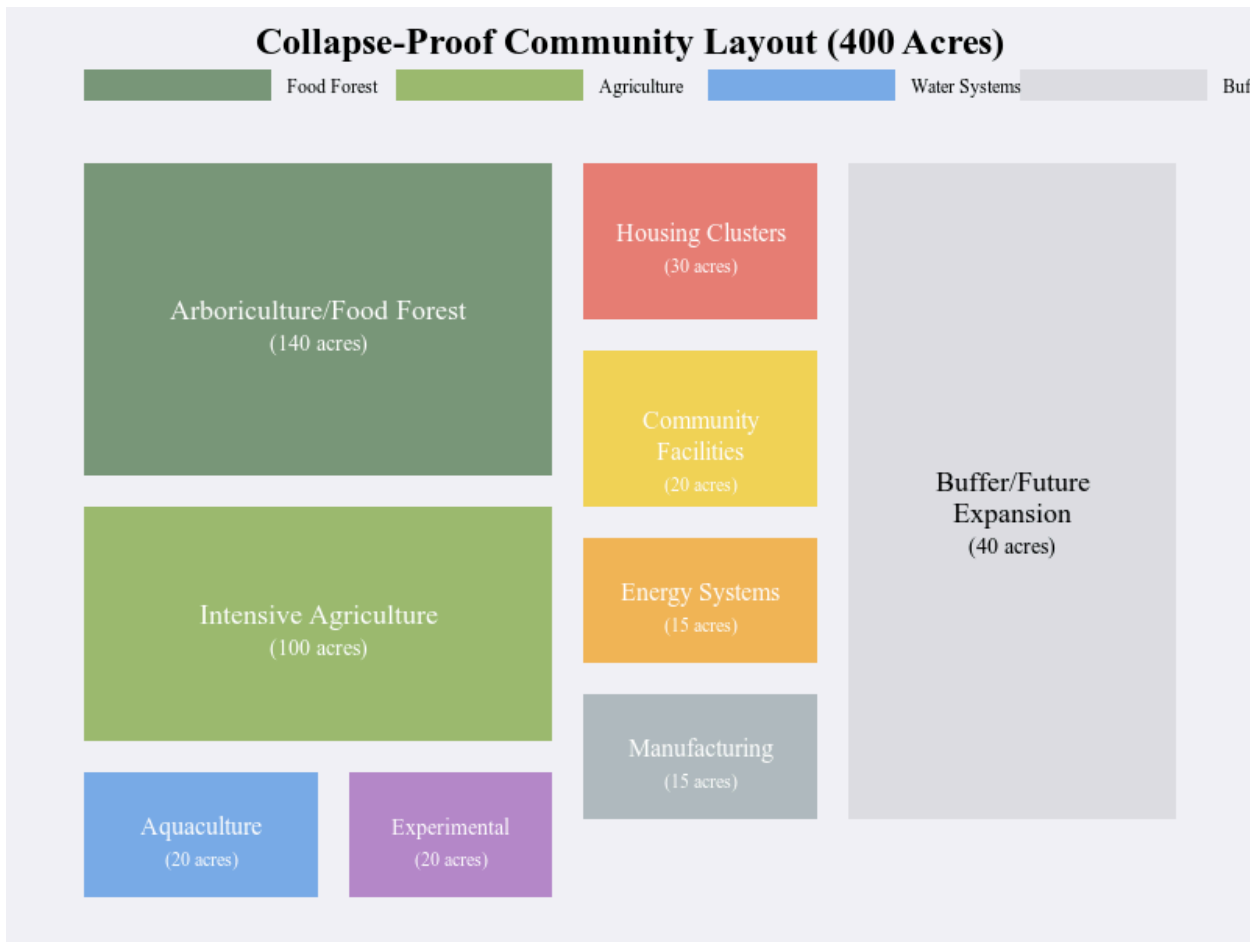 Collapse-Proof Community Layout (400 Acres)
Food Forest
Agriculture
Water Systems
Buf
Arboriculture/Food Forest
(140 acres)
Intensive Agriculture
(100 acres)
Aquaculture
(20 acres)
Experimental
(20 acres)
Housing Clusters
(30 acres)
Community
Facilities
(20 acres)
Energy Systems
(15 acres)
Manufacturing
(15 acres)
Buffer/Future
Expansion
(40 acres)